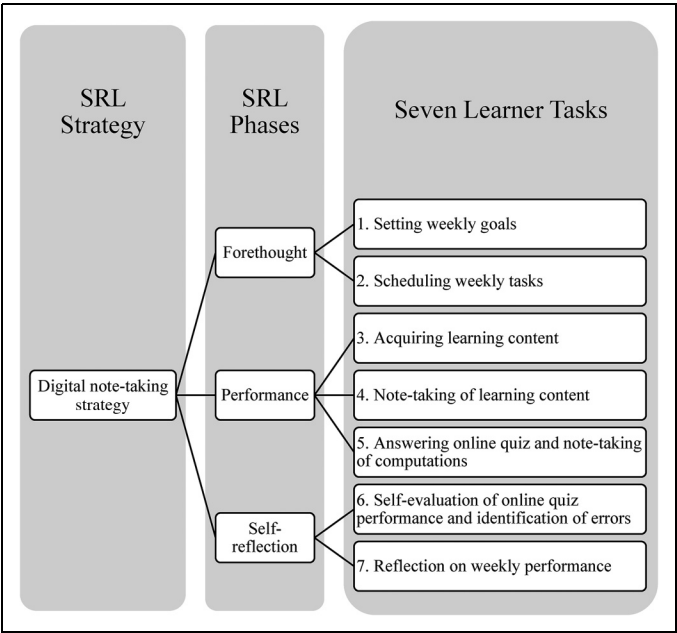 SRL
Strategy
SRL
Phases
Seven Learner Tasks
Digital note-taking
strategy
Forethought
Performance
Self-
reflection
1. Setting weekly goals
2. Scheduling weekly tasks
3. Acquiring learning content
4. Note-taking of learning content
5. Answering online quiz and note-taking
of computations
6. Self-evaluation of online quiz
performance and identification of errors
7. Reflection on weekly performance